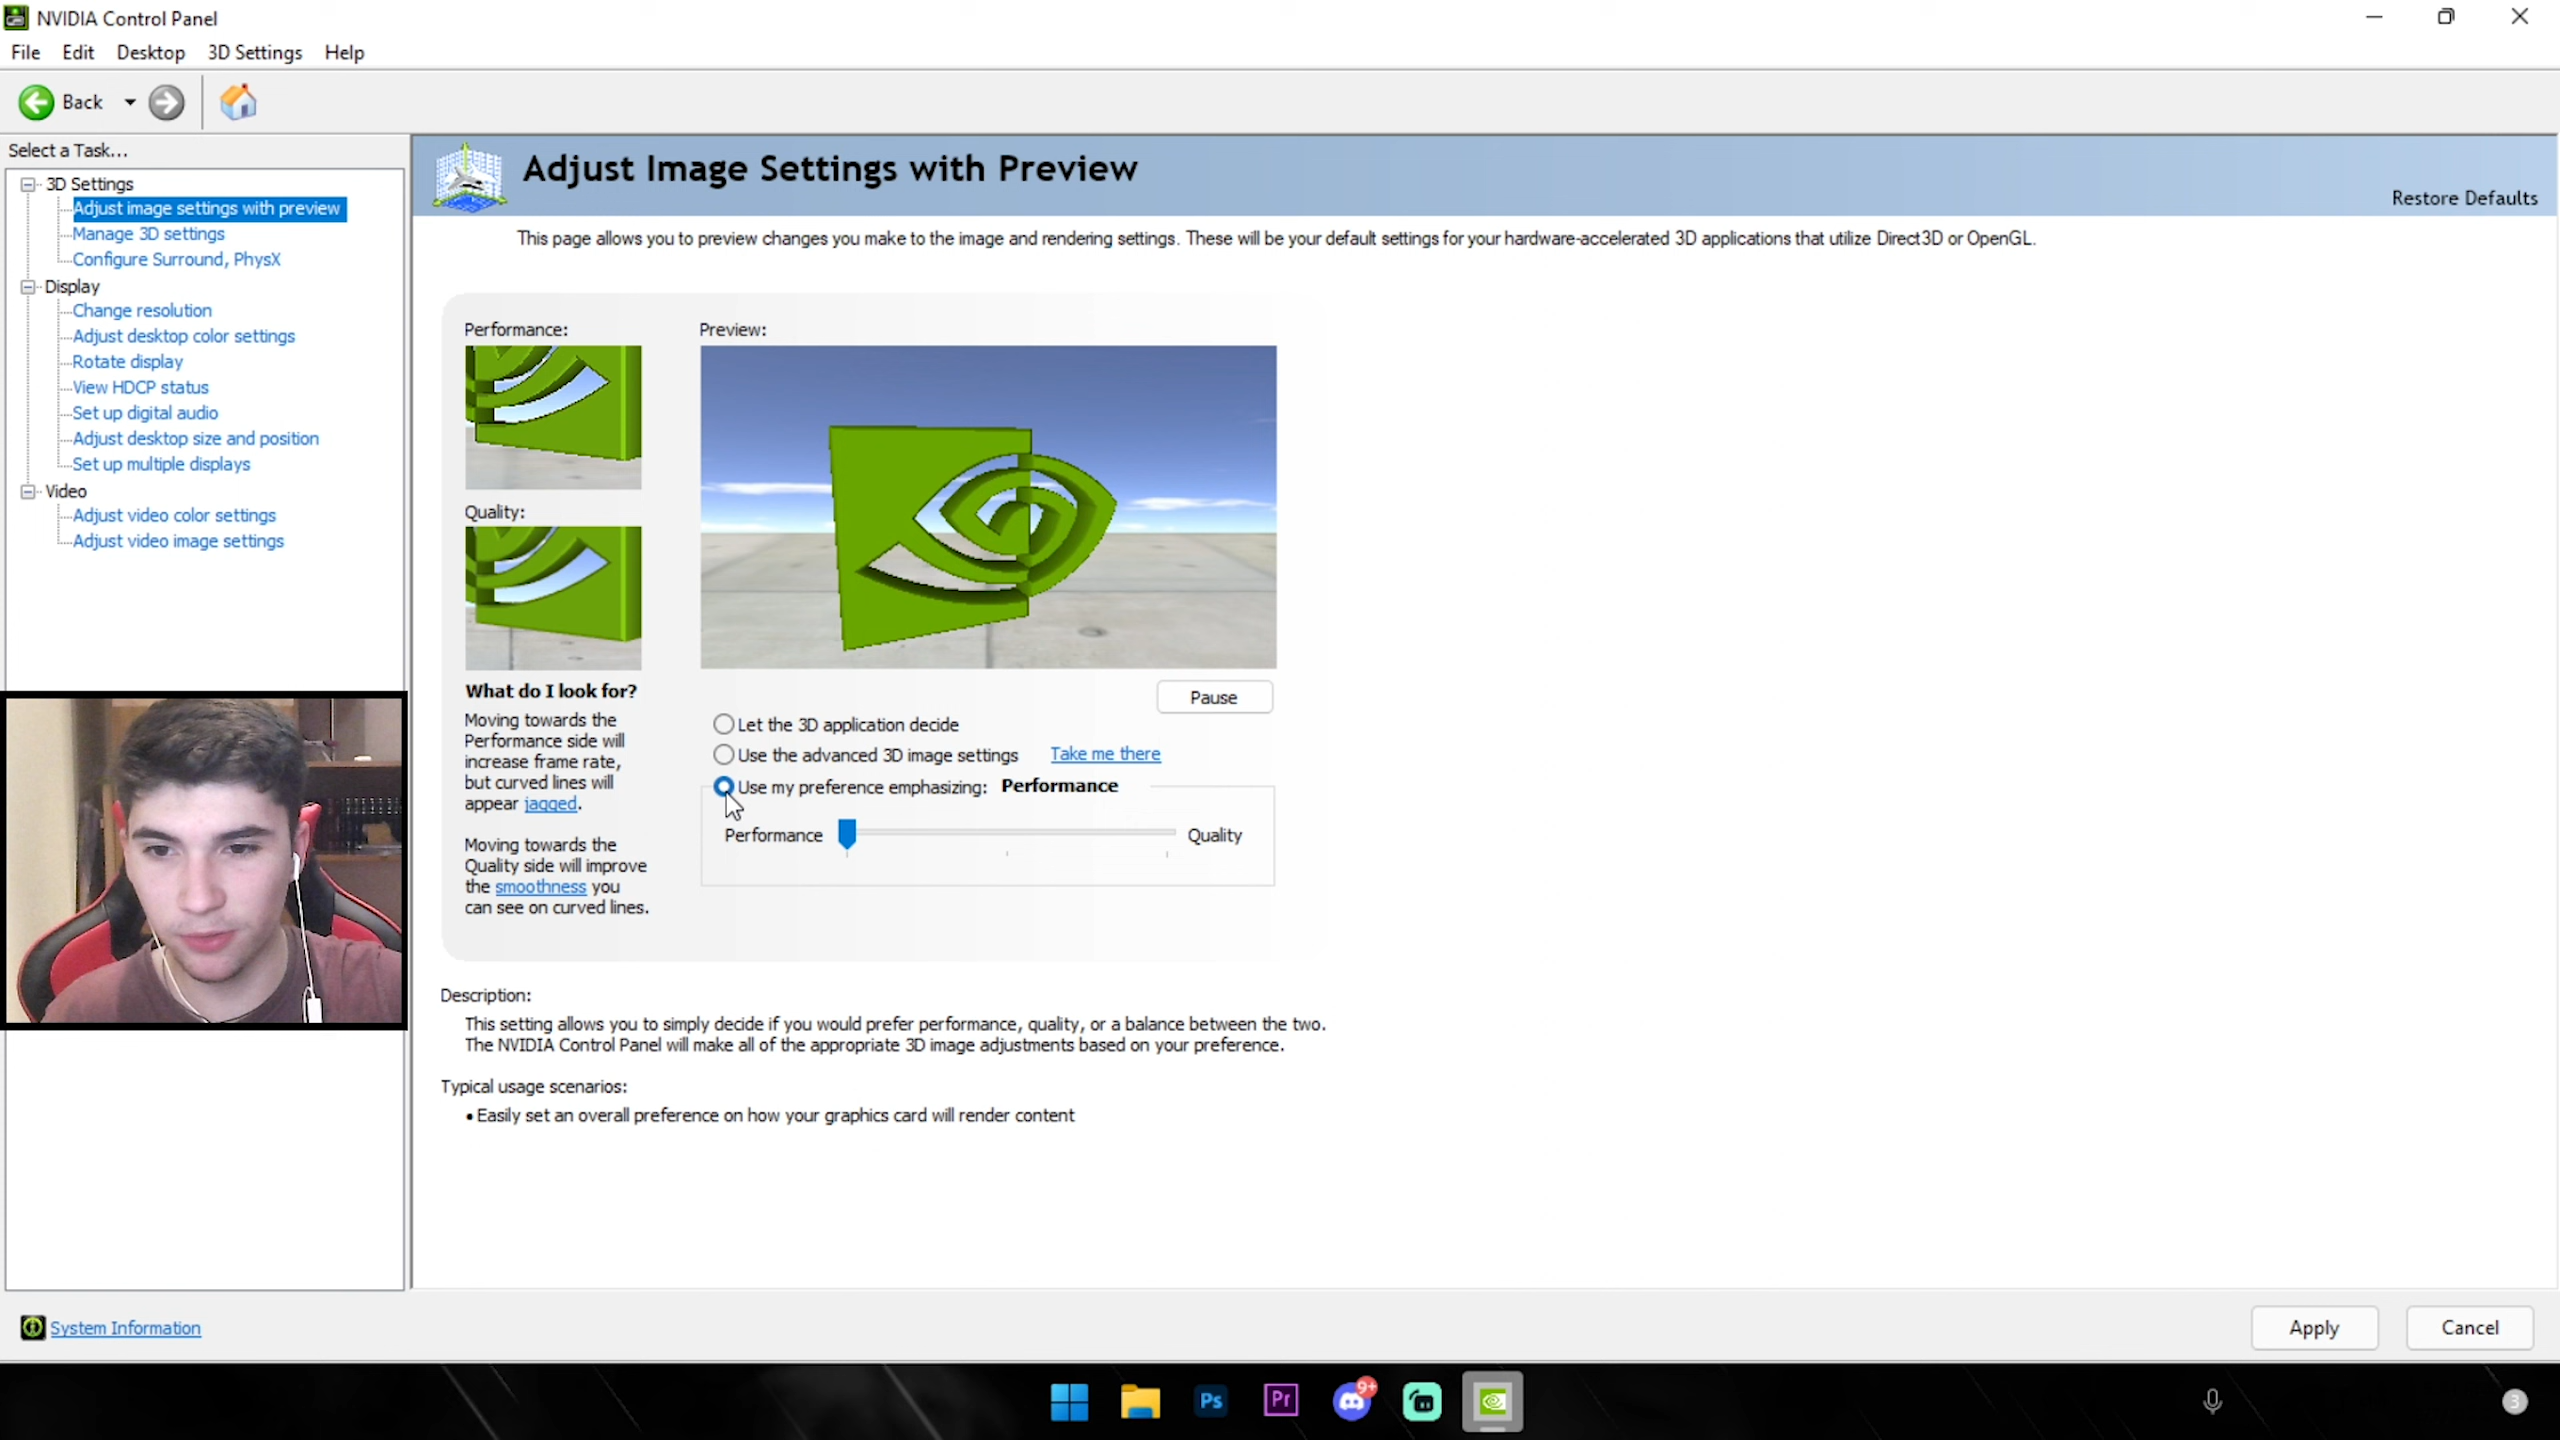 NVIDIA Control Panel
File Edit Desktop 3D Settings Help
Back
Select a Task...
3D Settings
Adjust image settings with preview
Manage 3D settings
Configure Surround, PhysX
Display
Change resolution
Adjust desktop color settings
Rotate display
View HDCP status
Set up digital audio
Adjust desktop size and position
Set up multiple displays
Video
Adjust video color settings
Adjust video image settings
System Information
Adjust Image Settings with Preview
Restore Defaults
This page allows you to preview changes you make to the image and rendering settings. These will be your default settings for your hardware-accelerated 3D applications that utilize Direct3D or OpenGL.
Performance:
Quality:
What do I look for?
Moving towards the
Performance side will
increase frame rate,
but curved lines will
appear jagged.
Moving towards the
Quality side will improve
the smoothness you
can see on curved lines.
Preview:
Pause
Let the 3D application decide
Use the advanced 3D image settings Take me there
Use my preference emphasizing: Performance
Performance Quality
Description:
This setting allows you to simply decide if you would prefer performance, quality, or a balance between the two.
The NVIDIA Control Panel will make all of the appropriate 3D image adjustments based on your preference.
Typical usage scenarios:
• Easily set an overall preference on how your graphics card will render content
Apply Cancel
Ps Pr 9+ 3